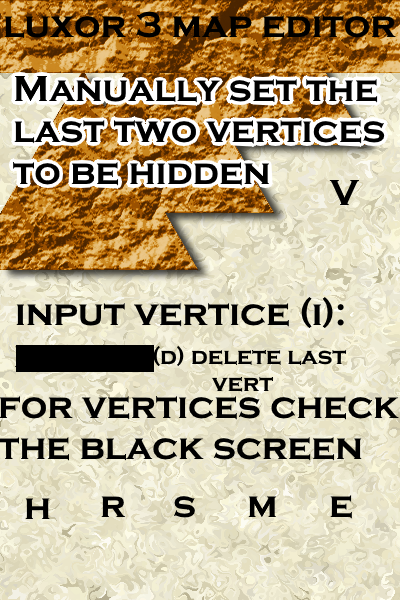 LUXOR 3 MAP EDITOR
MANUALLY SET THE
LAST TWO VERTICES
TO BE HIDDEN
V
INPUT VERTICE (I):
(D) DELETE LAST
VERT
FOR VERTICES CHECK
THE BLACK SCREEN
H R S M E